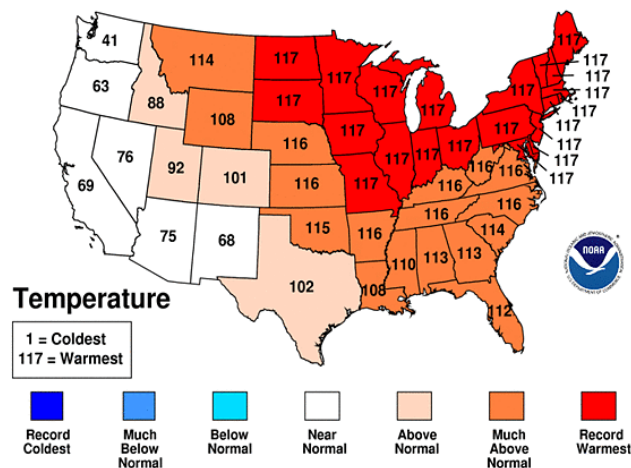 41
117
117
114
117
117
117
63
117
117
117
117
88
117
117
117
117
108
117
117
117
116
117
76
117
117
117
117
92
101
116
116
116
69
117
116
116
116
115
116
114
75
68
110
113
113
102
108
112
NOAA
Temperature
1 = Coldest
117 = Warmest
Record
Coldest
Much
Below
Normal
Below
Normal
Near
Normal
Above
Normal
Much
Above
Normal
Record
Warmest